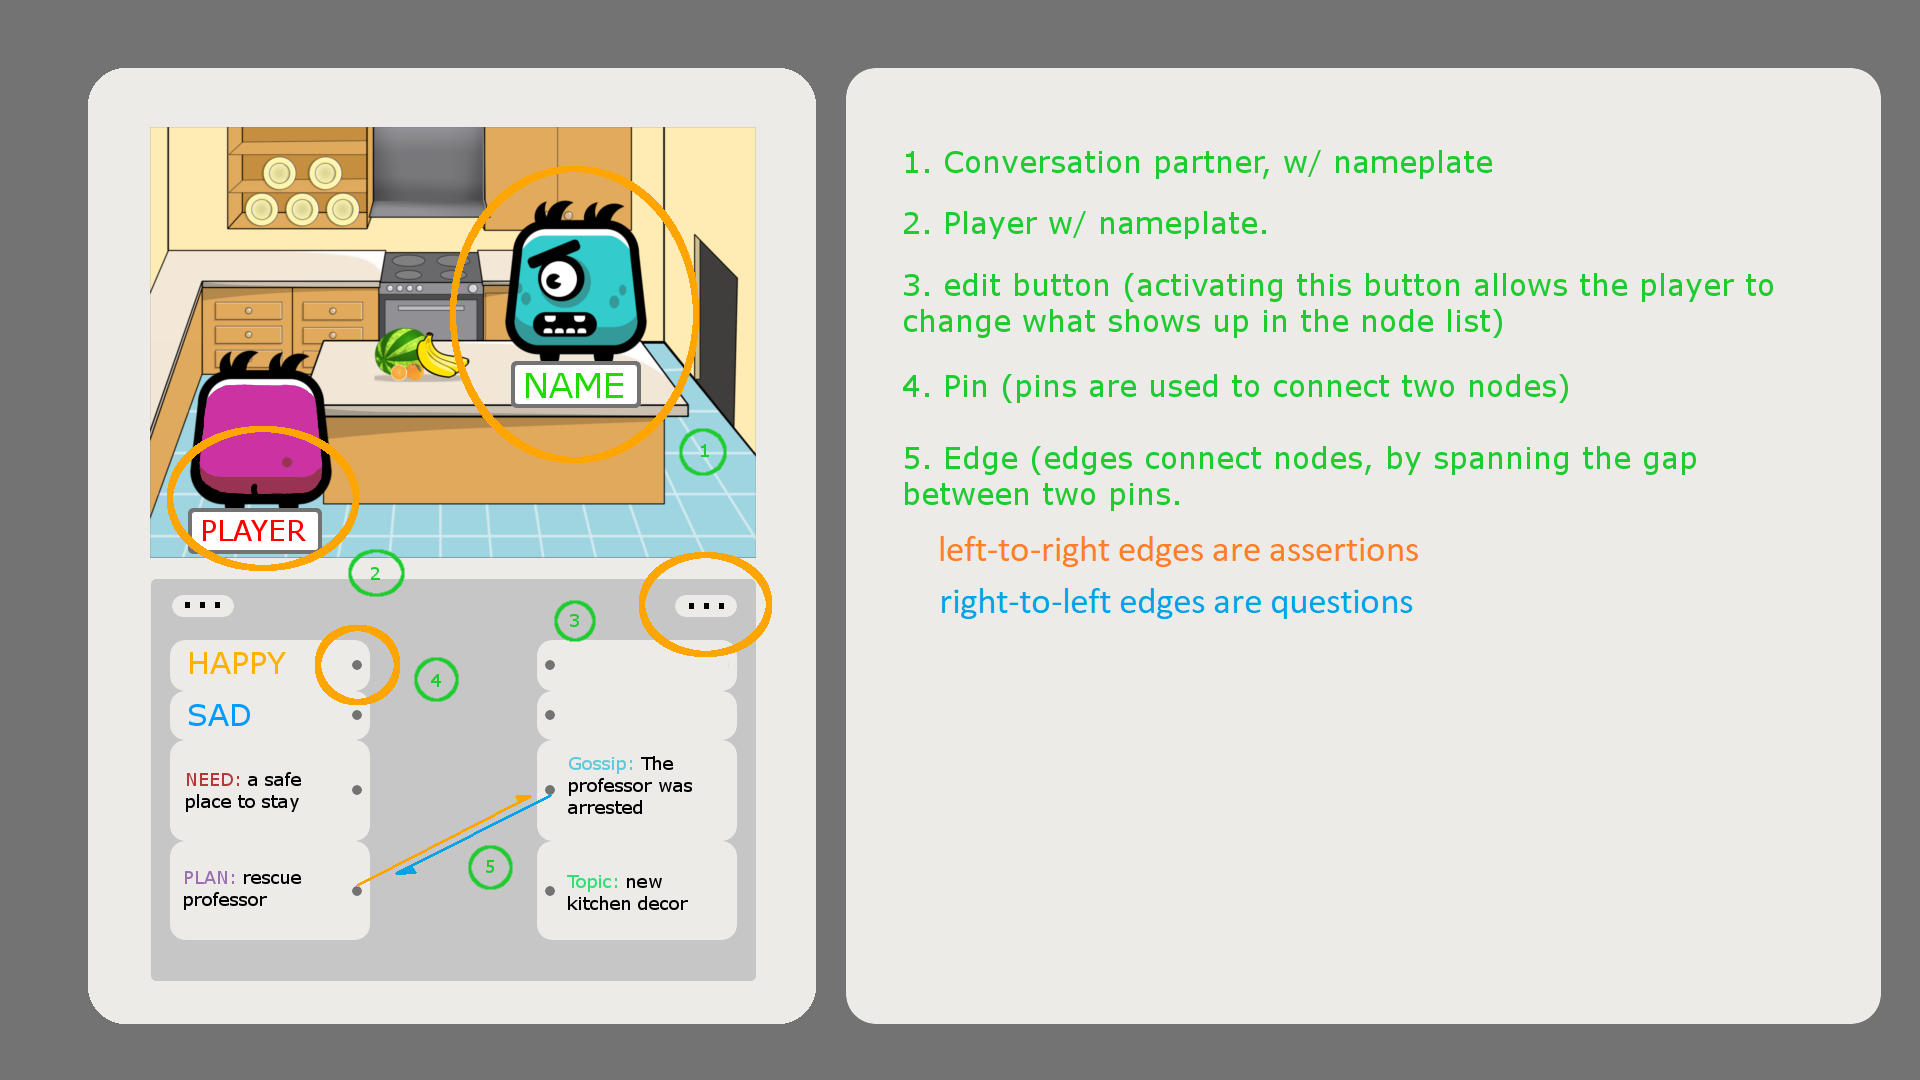 NAME
1
PLAYER
2
3
HAPPY
4
SAD
NEED: a safe
place to stay
PLAN: rescue
professor
Gossip: The
professor was
arrested
5
Topic: new
kitchen decor
1. Conversation partner, w/ nameplate
2. Player w/ nameplate.
3. edit button (activating this button allows the player to
change what shows up in the node list)
4. Pin (pins are used to connect two nodes)
5. Edge (edges connect nodes, by spanning the gap
between two pins.
left-to-right edges are assertions
right-to-left edges are questions